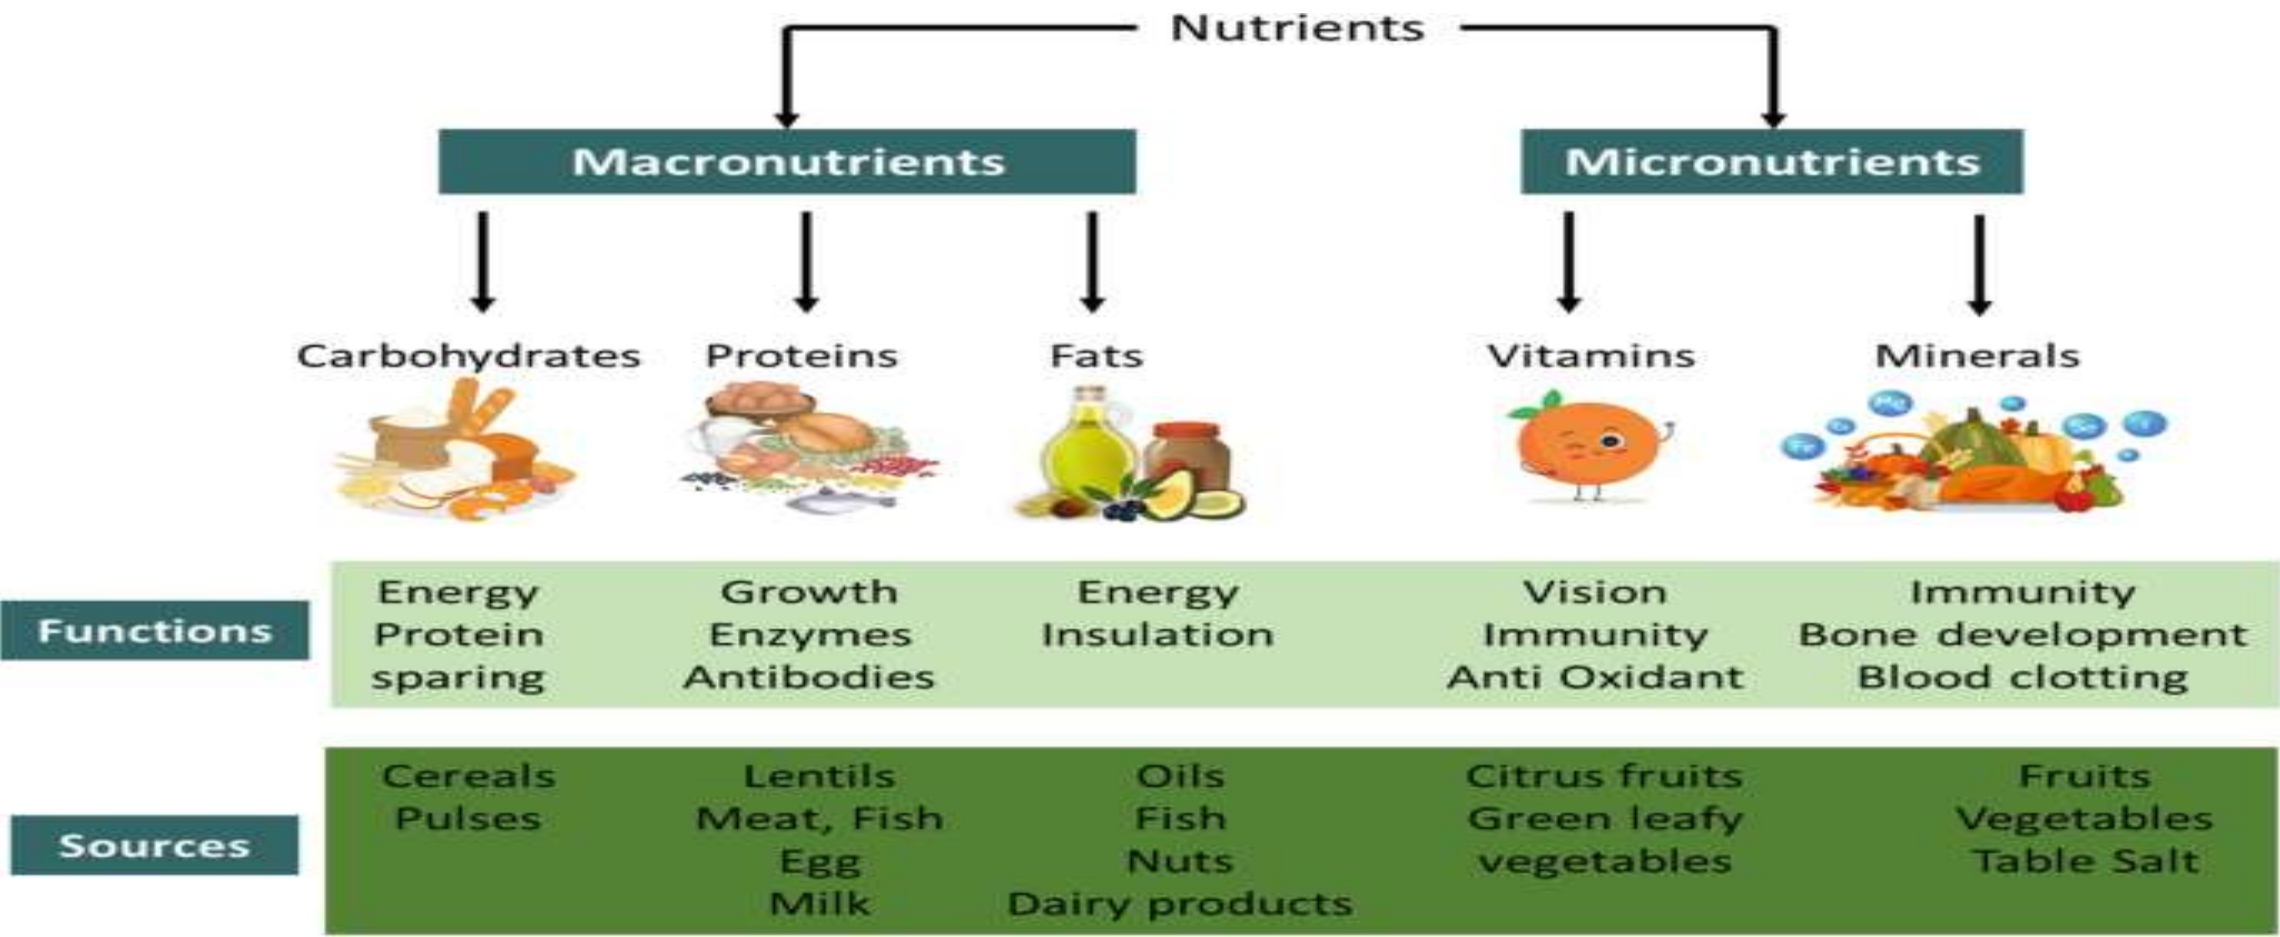 Nutrients
Macronutrients
Micronutrients
Carbohydrates
Proteins
Fats
Vitamins
Minerals
Functions
Energy
Protein
sparing
Growth
Enzymes
Antibodies
Energy
Insulation
Vision
Immunity
Anti Oxidant
Immunity
Bone development
Blood clotting
Sources
Cereals
Pulses
Lentils
Meat, Fish
Egg
Milk
Oils
Fish
Nuts
Dairy products
Citrus fruits
Green leafy
vegetables
Fruits
Vegetables
Table Salt